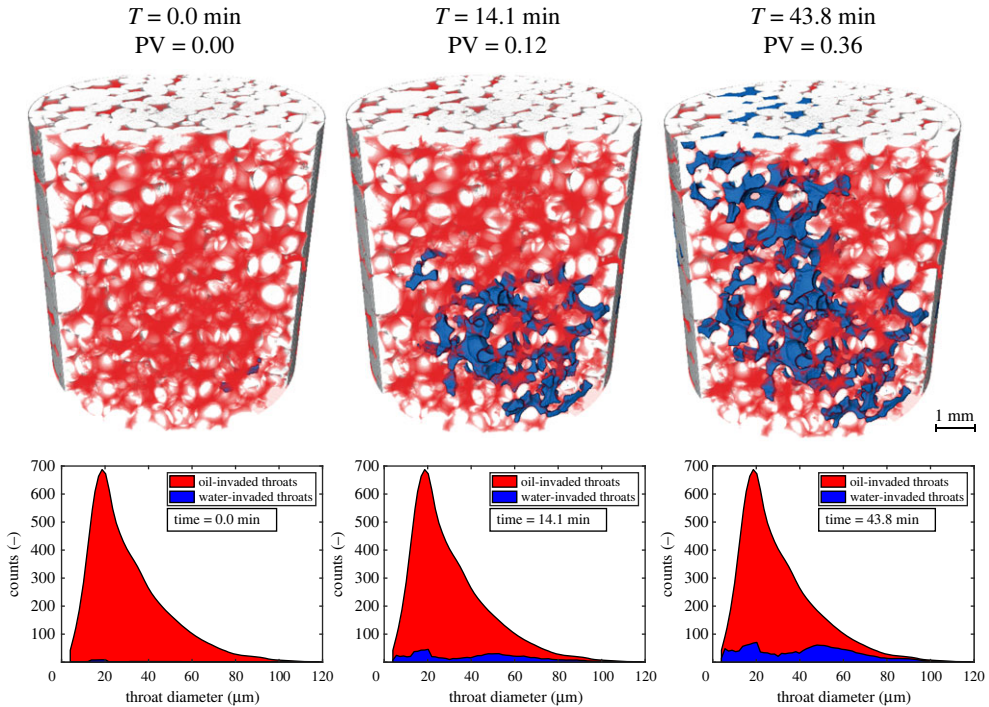 T = 0.0 min
PV = 0.00
T = 14.1 min
PV = 0.12
T = 43.8 min
PV = 0.36
1 mm
700
600
500
400
300
200
100
0
20
40
60
80
100
120
counts (–)
throat diameter (μm)
oil-invaded throats
water-invaded throats
time = 0.0 min
700
600
500
400
300
200
100
0
20
40
60
80
100
120
counts (–)
throat diameter (μm)
oil-invaded throats
water-invaded throats
time = 14.1 min
700
600
500
400
300
200
100
0
20
40
60
80
100
120
counts (–)
throat diameter (μm)
oil-invaded throats
water-invaded throats
time = 43.8 min